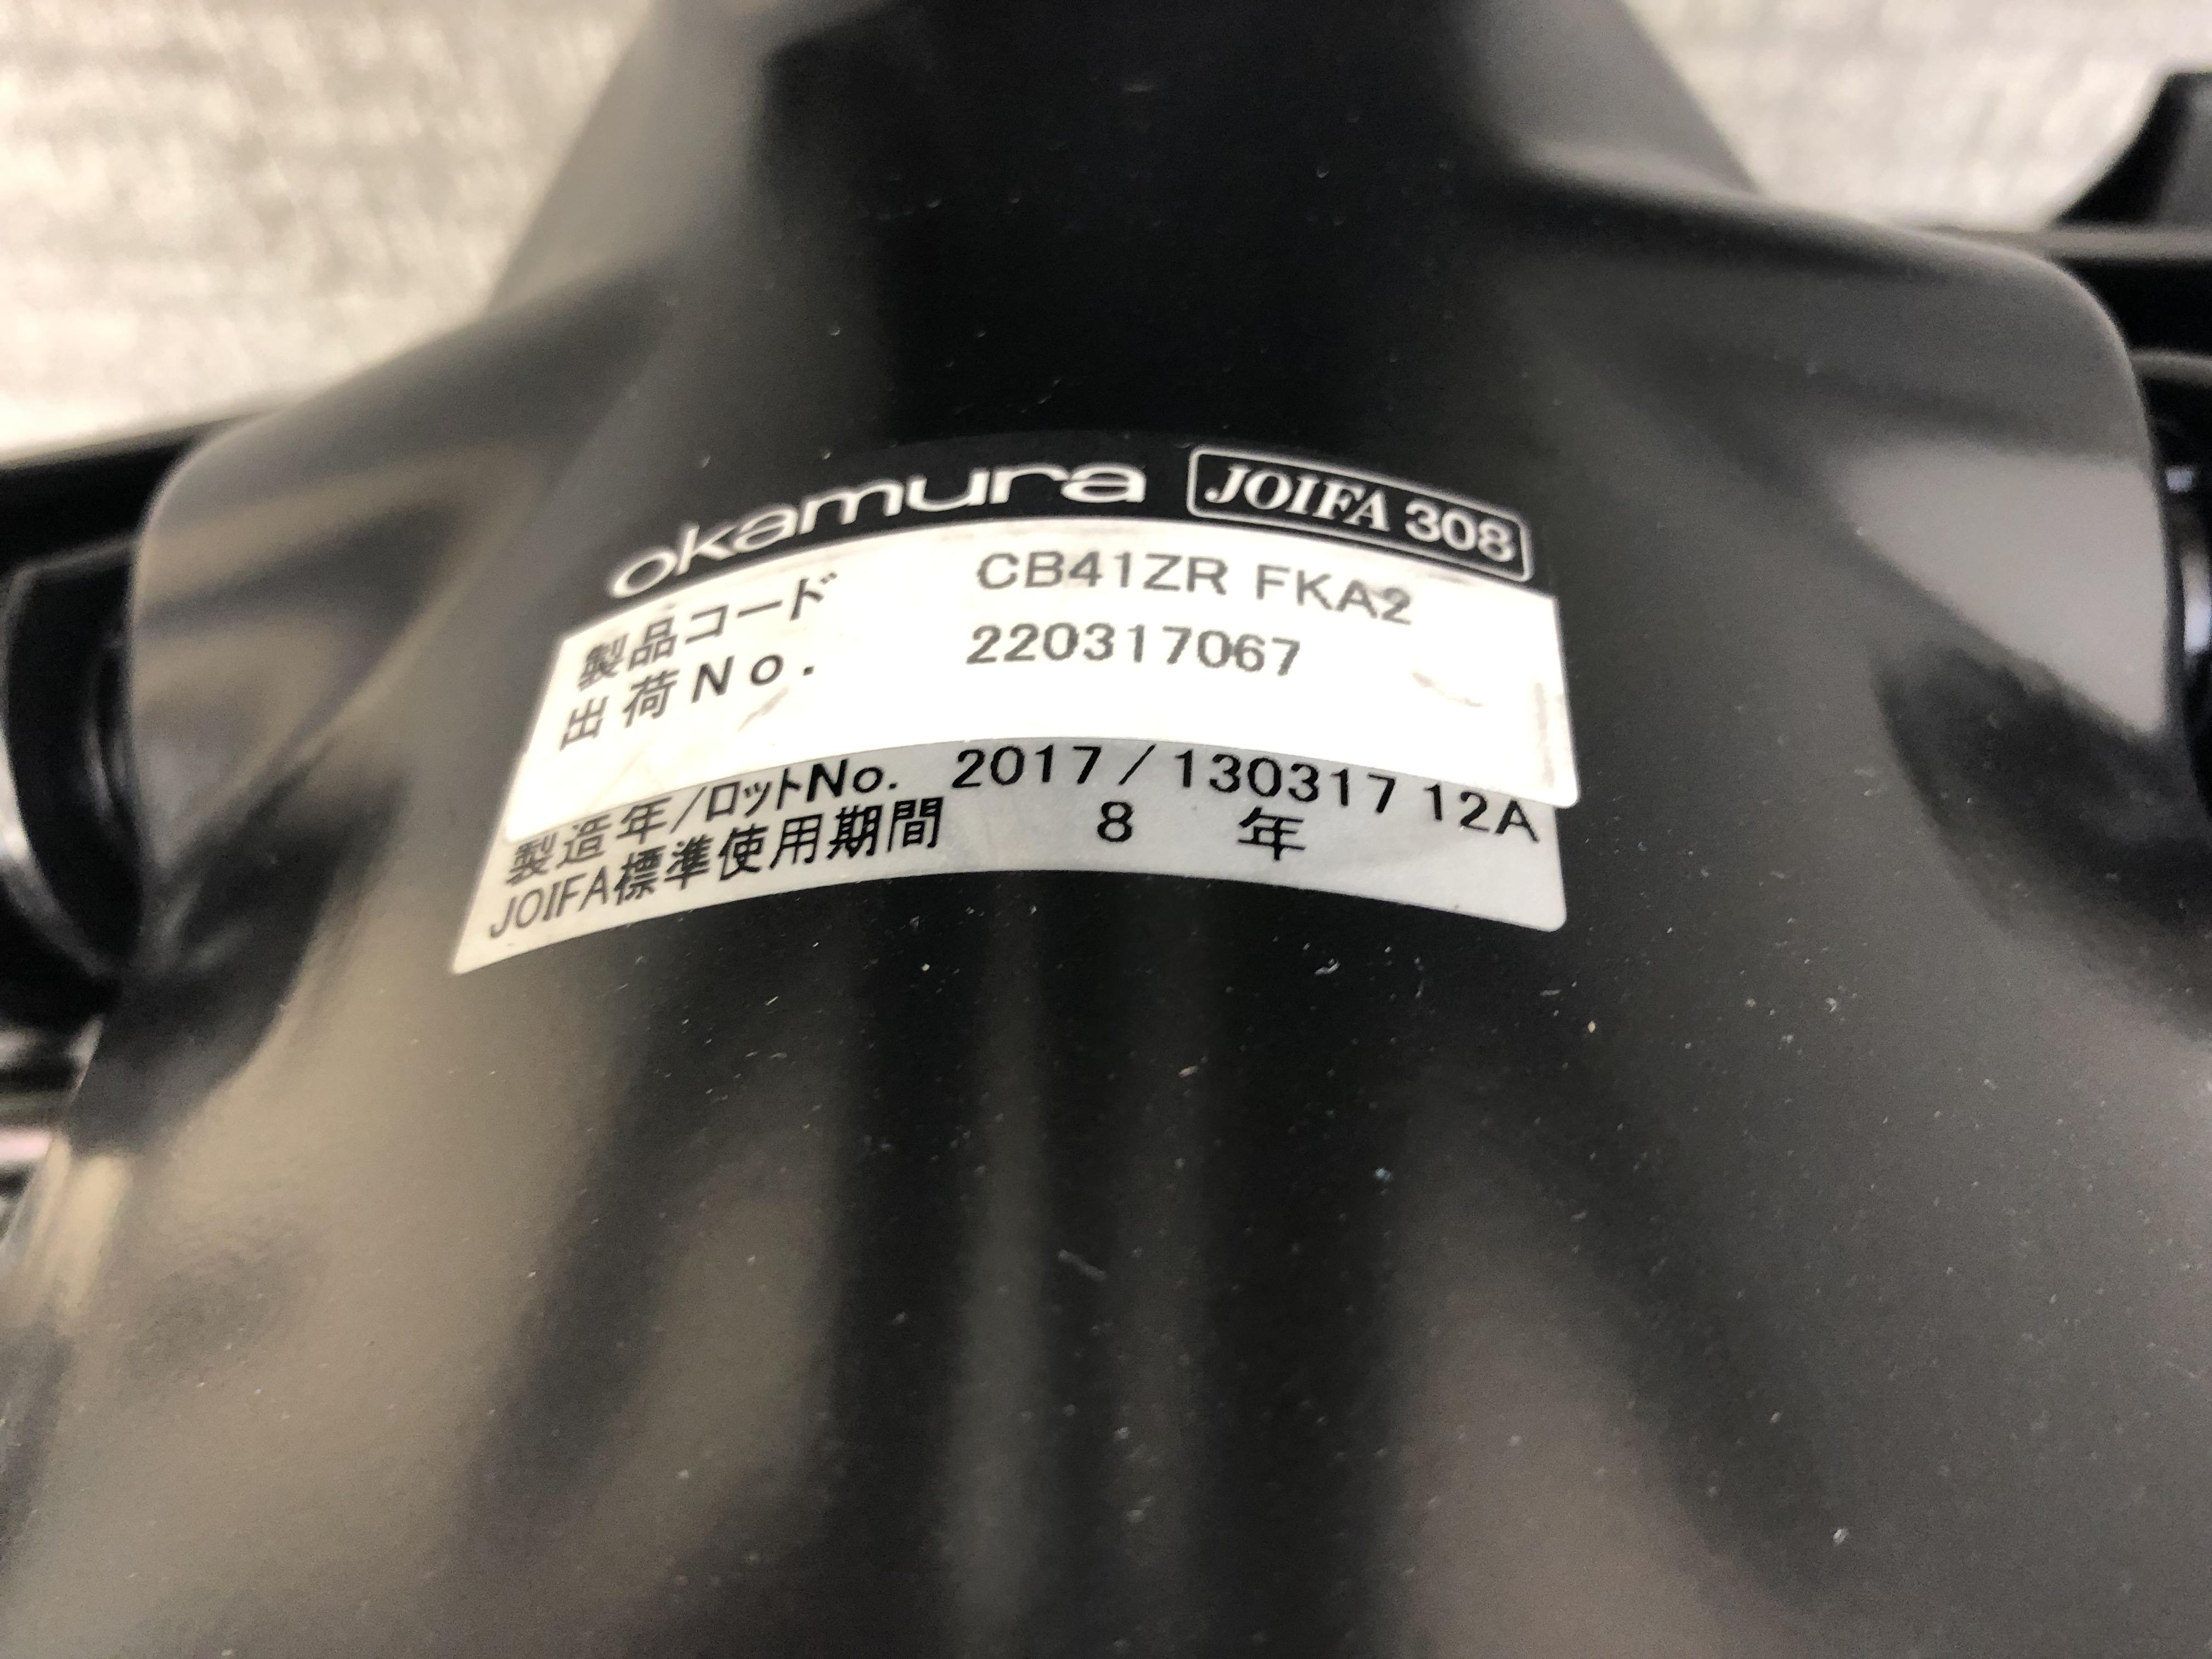 okamura JOIFA 308
製品コード CB41ZR FKA2
出荷No. 220317067
製造年/ロットNo. 2017/130317 12A
JOIFA標準使用期間 8 年